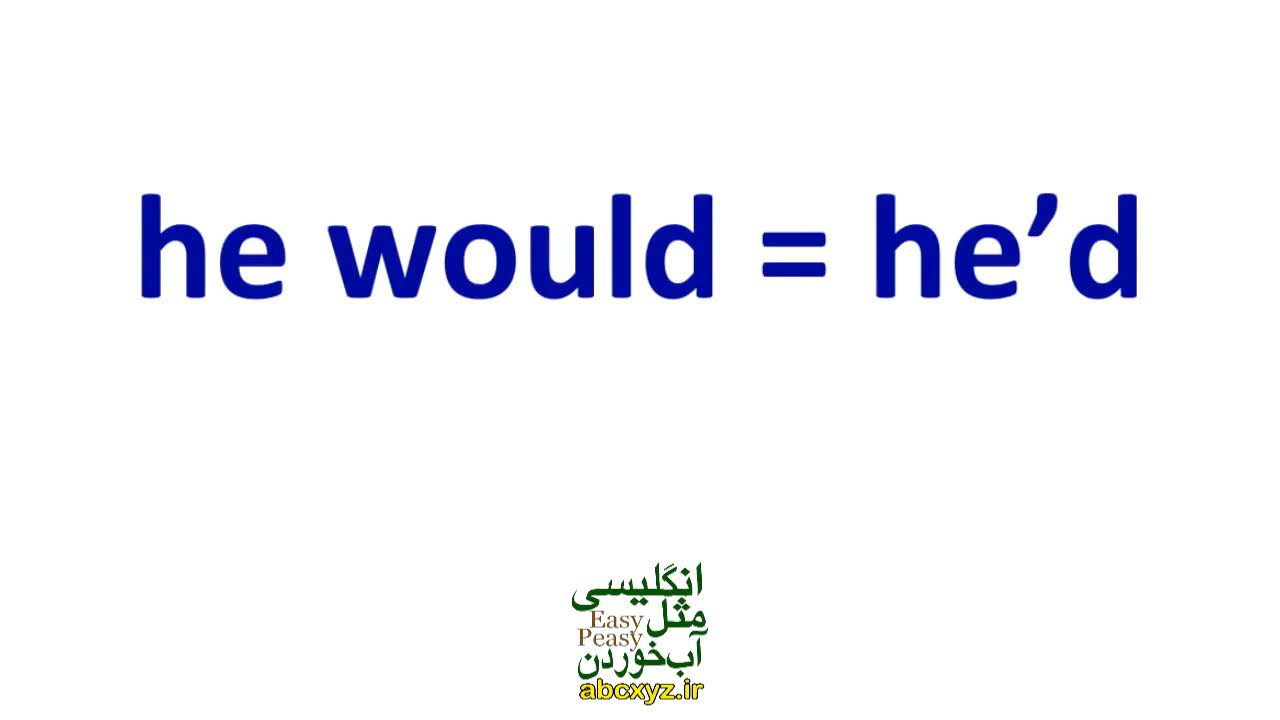 he would = he’d
انگلیسی
مثل
Easy
Peasy
آب‌خوردن
abcxyz.ir